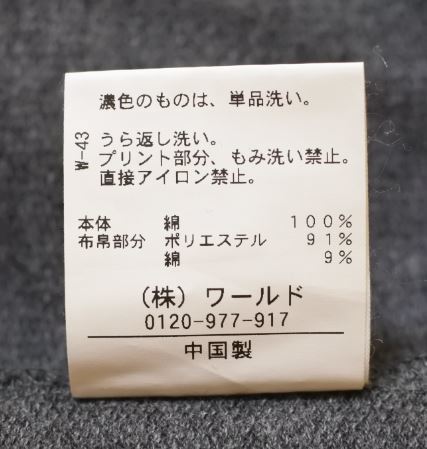 濃色のものは、単品洗い。
W-43
うら返し洗い。
プリント部分、もみ洗い禁止。
直接アイロン禁止。
本体 綿 １００％
布帛部分 ポリエステル ９１％
綿 ９％
（株）ワールド
0120-977-917
中国製